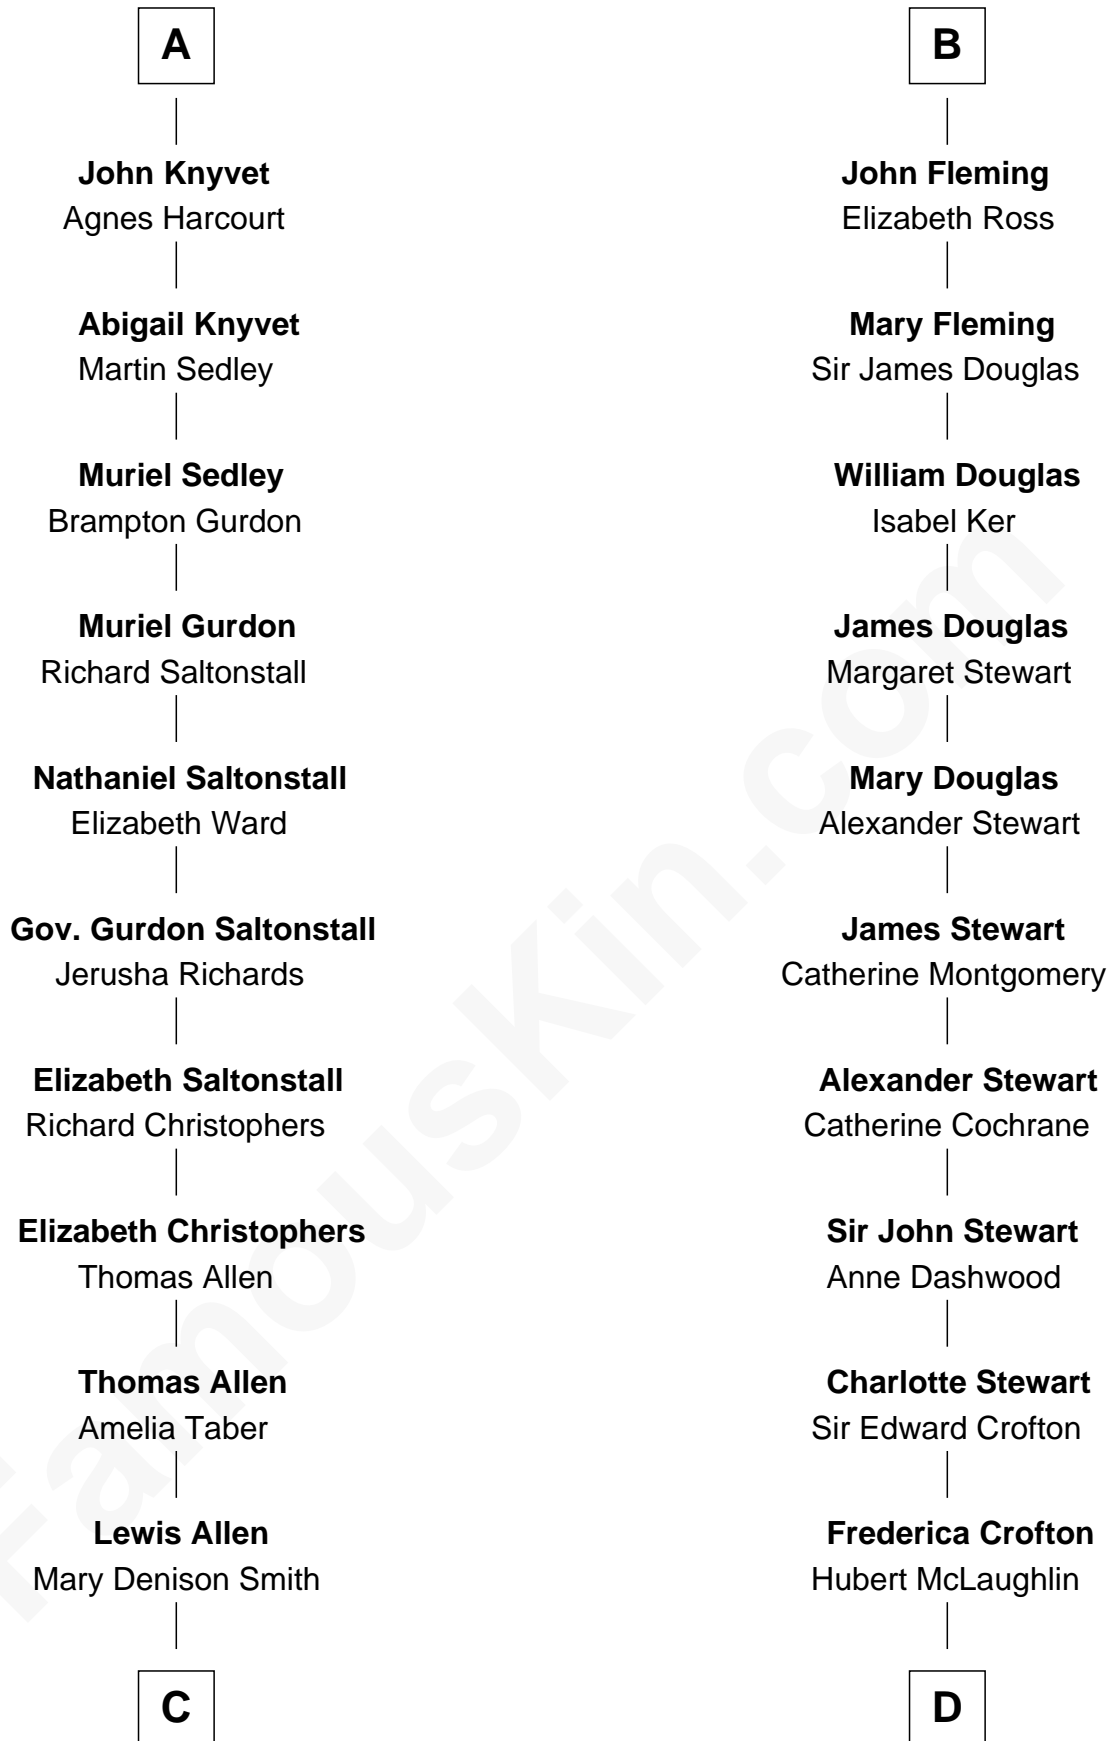 A
John Knyvet
Agnes Harcourt
Abigail Knyvet
Martin Sedley
Muriel Sedley
Brampton Gurdon
Muriel Gurdon
Richard Saltonstall
Nathaniel Saltonstall
Elizabeth Ward
Gov. Gurdon Saltonstall
Jerusha Richards
Elizabeth Saltonstall
Richard Christophers
Elizabeth Christophers
Thomas Allen
Thomas Allen
Amelia Taber
Lewis Allen
Mary Denison Smith
C
B
John Fleming
Elizabeth Ross
Mary Fleming
Sir James Douglas
William Douglas
Isabel Ker
James Douglas
Margaret Stewart
Mary Douglas
Alexander Stewart
James Stewart
Catherine Montgomery
Alexander Stewart
Catherine Cochrane
Sir John Stewart
Anne Dashwood
Charlotte Stewart
Sir Edward Crofton
Frederica Crofton
Hubert McLaughlin
D
FamousKin.com